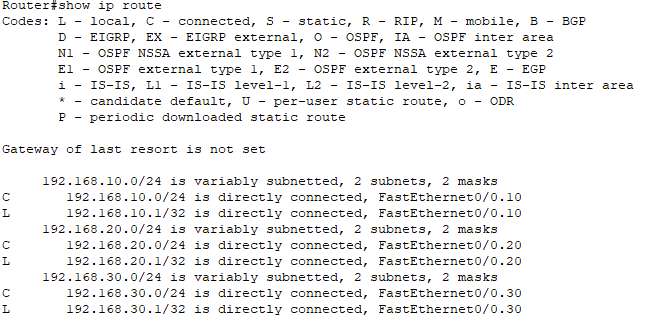 Router#show ip route
Codes: L - local, C - connected, S - static, R - RIP, M - mobile, B - BGP
       D - EIGRP, EX - EIGRP external, O - OSPF, IA - OSPF inter area
       N1 - OSPF NSSA external type 1, N2 - OSPF NSSA external type 2
       E1 - OSPF external type 1, E2 - OSPF external type 2, E - EGP
       i - IS-IS, L1 - IS-IS level-1, L2 - IS-IS level-2, ia - IS-IS inter area
       * - candidate default, U - per-user static route, o - ODR
       P - periodic downloaded static route

Gateway of last resort is not set

     192.168.10.0/24 is variably subnetted, 2 subnets, 2 masks
C       192.168.10.0/24 is directly connected, FastEthernet0/0.10
L       192.168.10.1/32 is directly connected, FastEthernet0/0.10
     192.168.20.0/24 is variably subnetted, 2 subnets, 2 masks
C       192.168.20.0/24 is directly connected, FastEthernet0/0.20
L       192.168.20.1/32 is directly connected, FastEthernet0/0.20
     192.168.30.0/24 is variably subnetted, 2 subnets, 2 masks
C       192.168.30.0/24 is directly connected, FastEthernet0/0.30
L       192.168.30.1/32 is directly connected, FastEthernet0/0.30